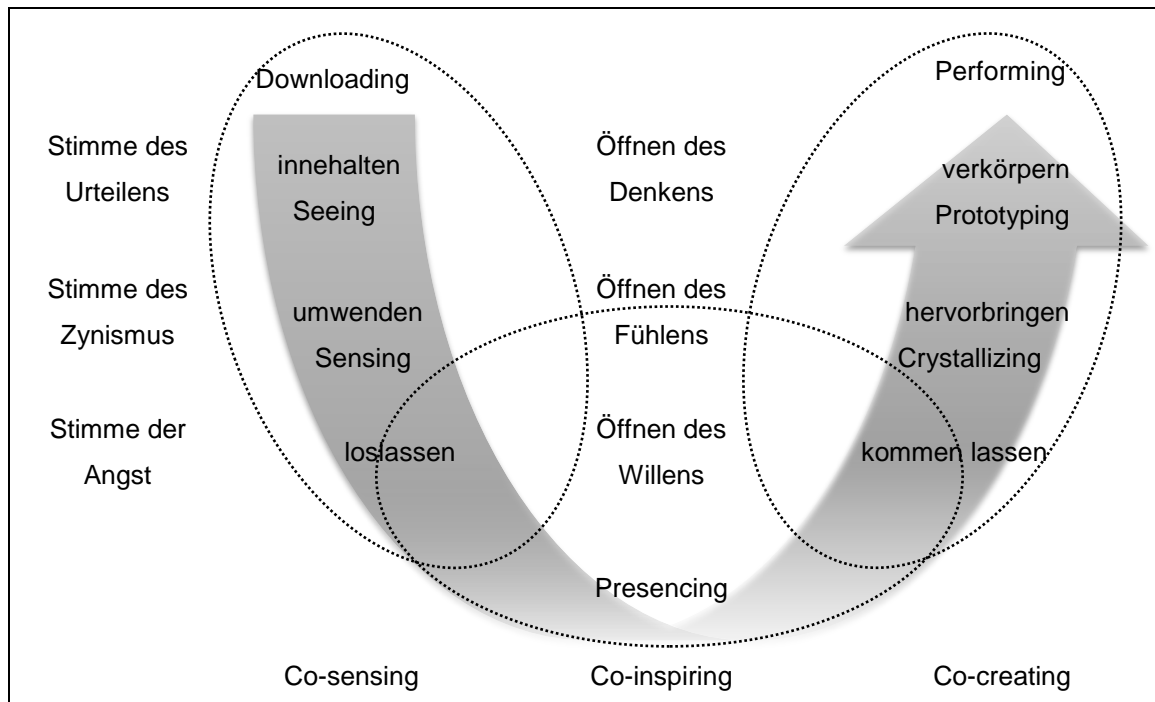 Downloading
Performing
Stimme des
Urteilens
innehalten
Seeing
Öffnen des
Denkens
verkörpern
Prototyping
Stimme des
Zynismus
umwenden
Sensing
Öffnen des
Fühlens
hervorbringen
Crystallizing
Stimme der
Angst
loslassen
Öffnen des
Willens
kommen lassen
Presencing
Co-sensing
Co-inspiring
Co-creating